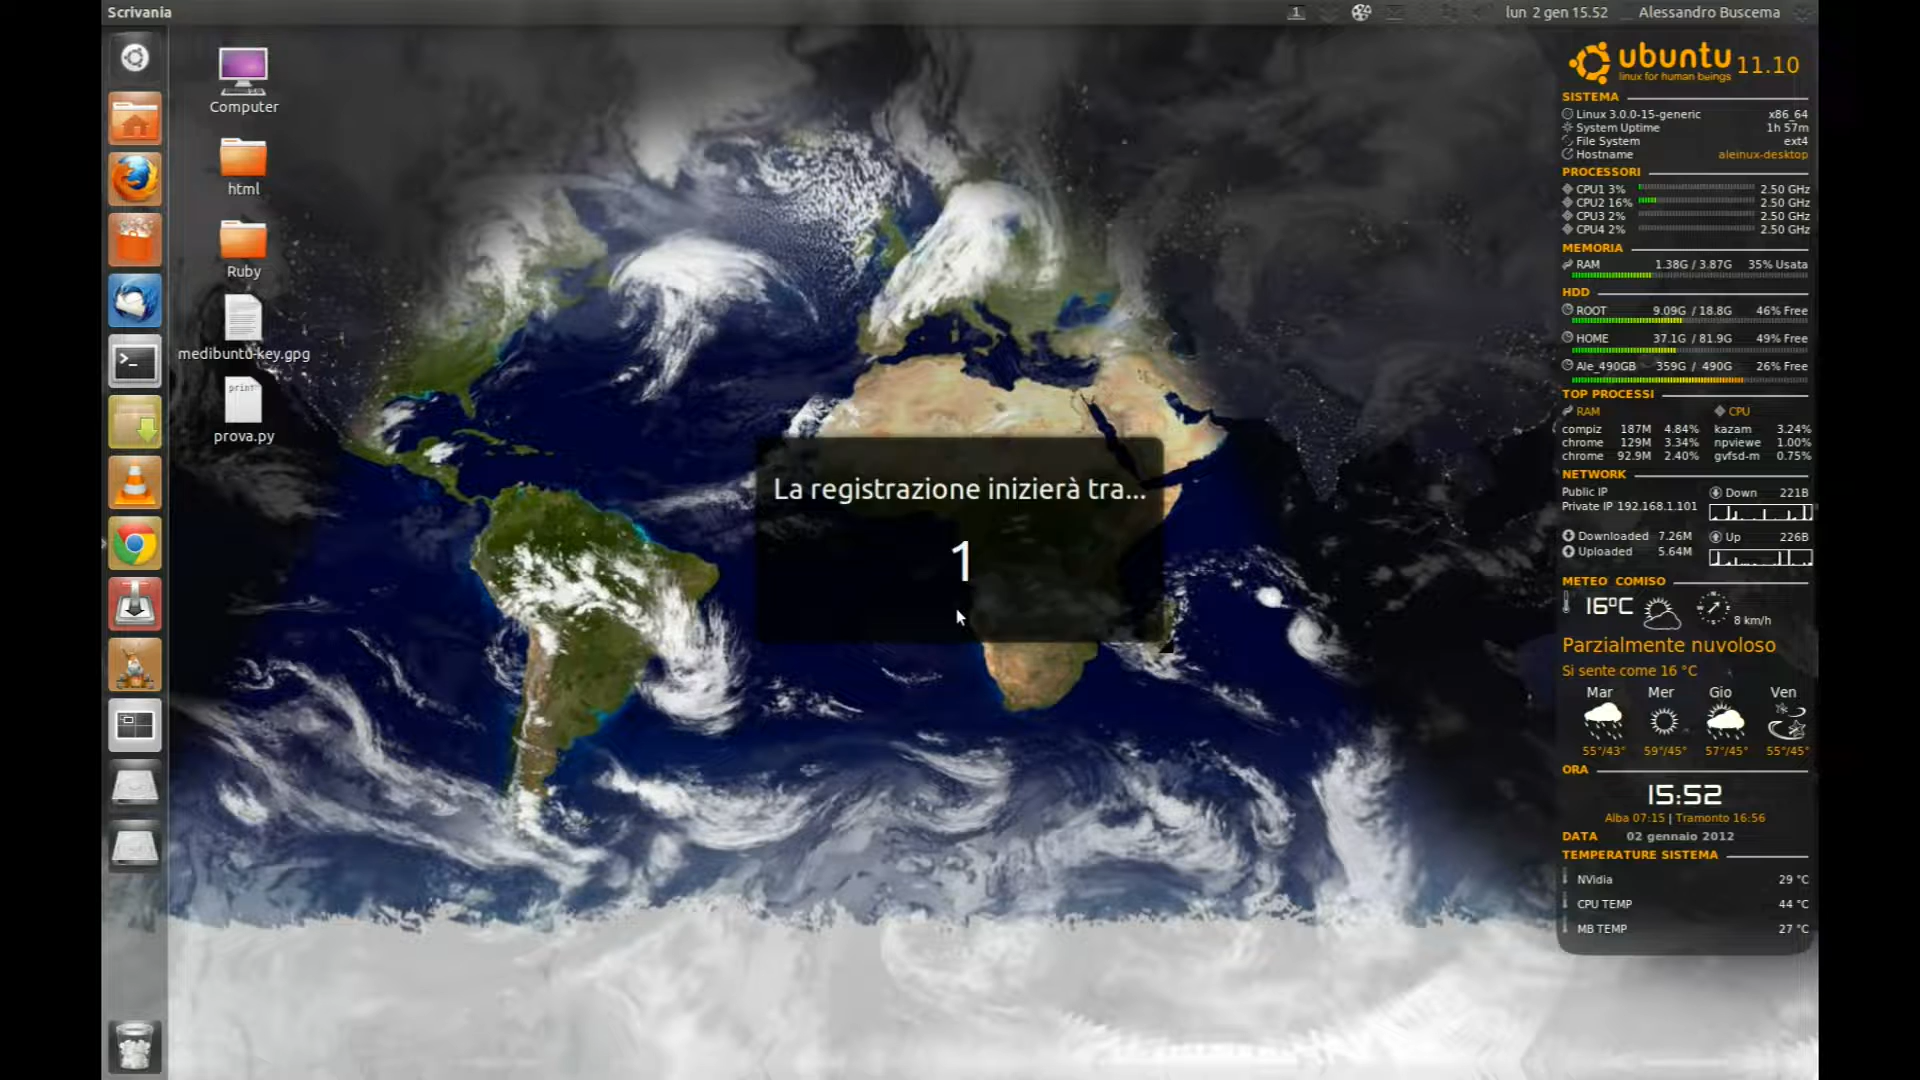 Scrivania
1
lun 2 gen 15.52
Alessandro Buscema
Computer
html
Ruby
medibuntu-key.gpg
print
prova.py
La registrazione inizierà tra...
1
ubuntu 11.10
linux for human beings
SISTEMA
Linux 3.0.0-15-generic x86_64
System Uptime 1h 57m
File System ext4
Hostname aleinux-desktop
PROCESSORI
CPU1 3% 2.50 GHz
CPU2 16% 2.50 GHz
CPU3 2% 2.50 GHz
CPU4 2% 2.50 GHz
MEMORIA
RAM 1.38G / 3.87G 35% Usata
HDD
ROOT 9.09G / 18.8G 46% Free
HOME 37.1G / 81.9G 49% Free
Ale_490GB 359G / 490G 26% Free
TOP PROCESSI
RAM CPU
compiz 187M 4.84% kazam 3.24%
chrome 129M 3.34% npviewe 1.00%
chrome 92.9M 2.40% gvfsd-m 0.75%
NETWORK
Public IP Down 221B
Private IP 192.168.1.101
Downloaded 7.26M Up 226B
Uploaded 5.64M
METEO COMISO
16°C 8 km/h
Parzialmente nuvoloso
Si sente come 16 °C
Mar Mer Gio Ven
55°/43° 59°/45° 57°/45° 55°/45°
ORA
15:52
Alba 07:15 | Tramonto 16:56
DATA 02 gennaio 2012
TEMPERATURE SISTEMA
NVidia 29 °C
CPU TEMP 44 °C
MB TEMP 27 °C